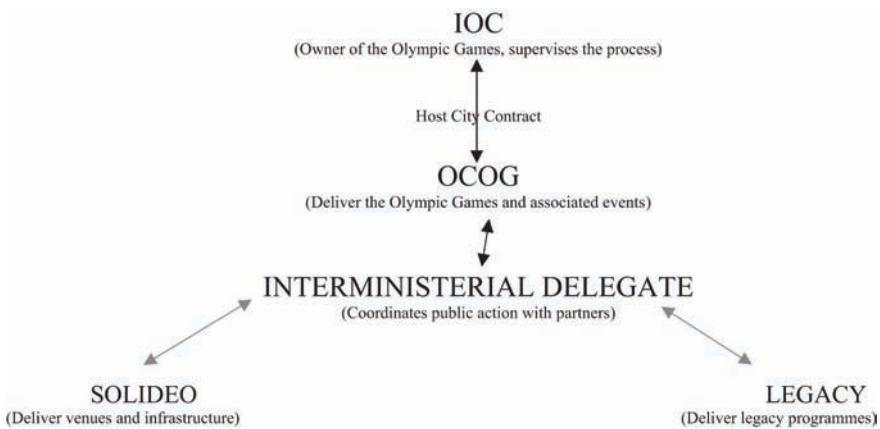 IOC
(Owner of the Olympic Games, supervises the process)
Host City Contract
OCOG
(Deliver the Olympic Games and associated events)
INTERMINISTERIAL DELEGATE
(Coordinates public action with partners)
SOLIDEO
(Deliver venues and infrastructure)
LEGACY
(Deliver legacy programmes)